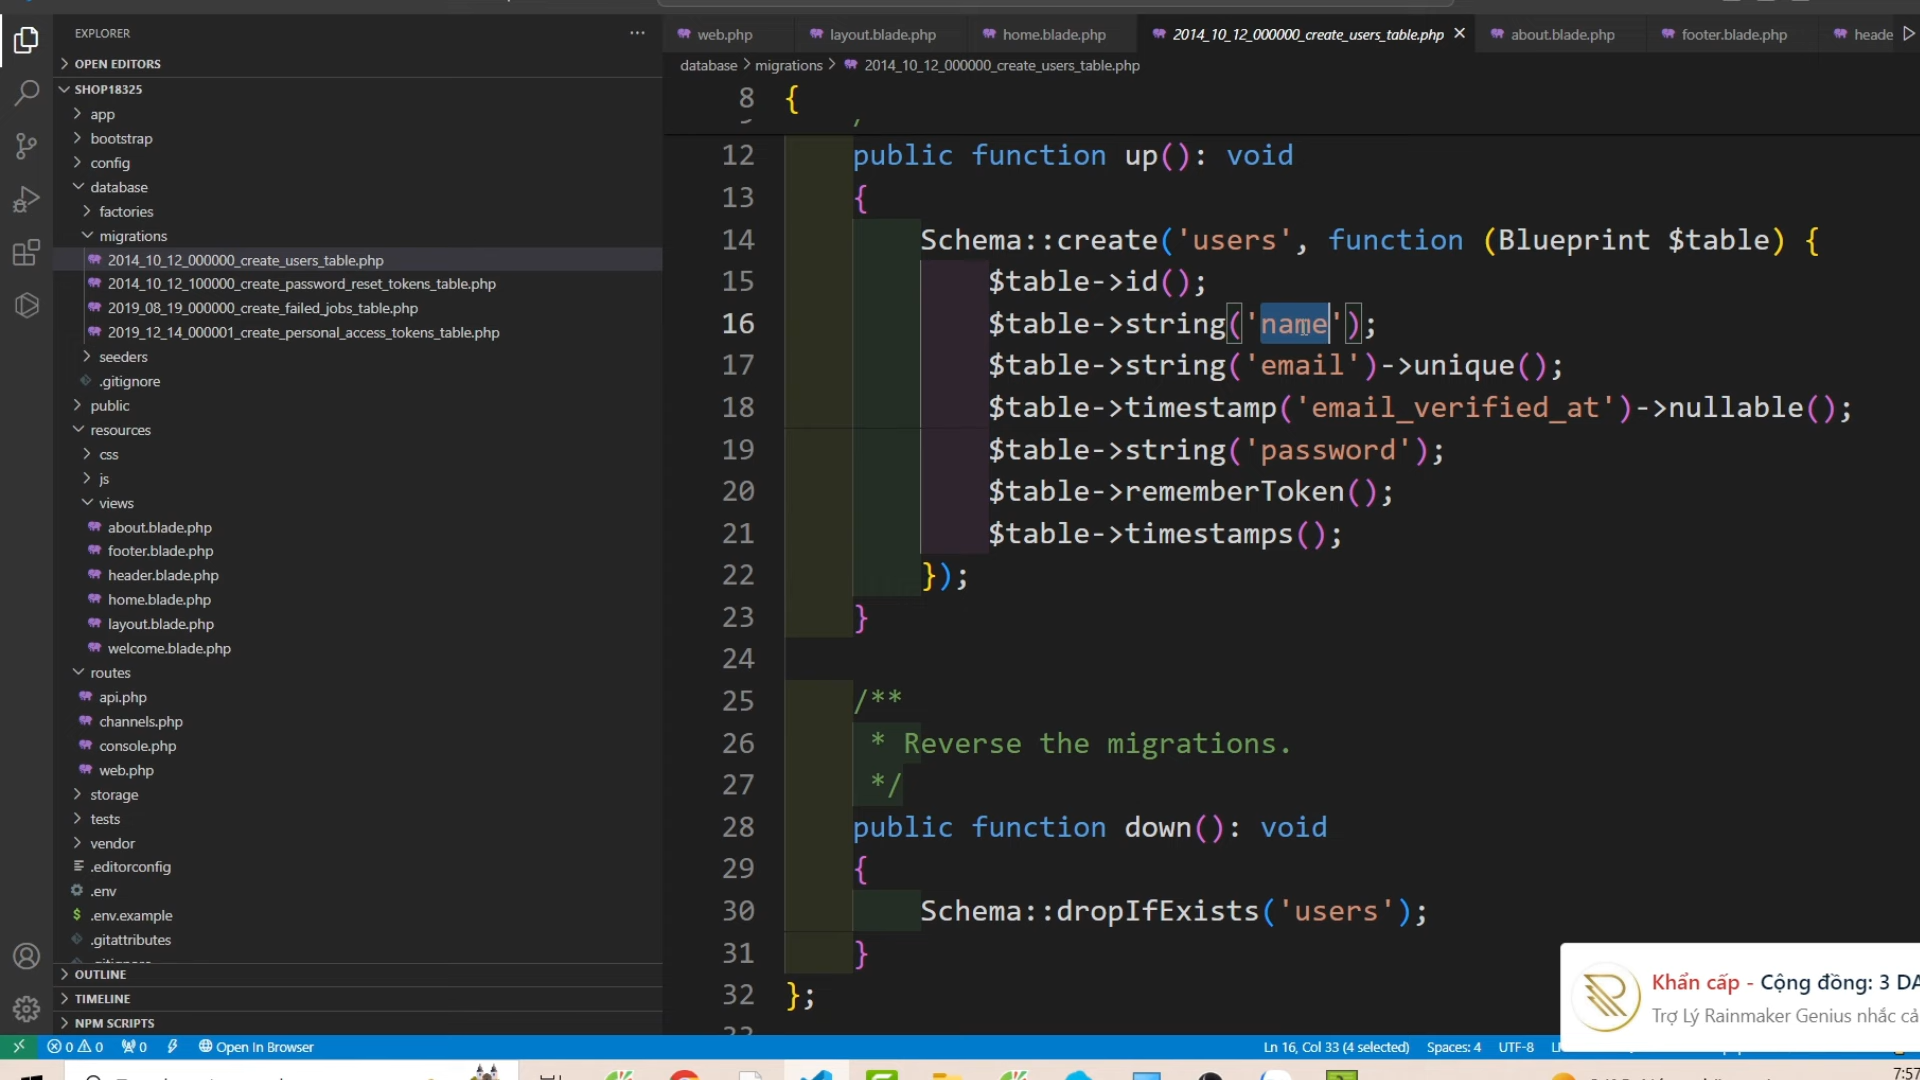 EXPLORER
OPEN EDITORS
SHOP18325
app
bootstrap
config
database
factories
migrations
2014_10_12_000000_create_users_table.php
2014_10_12_100000_create_password_reset_tokens_table.php
2019_08_19_000000_create_failed_jobs_table.php
2019_12_14_000001_create_personal_access_tokens_table.php
seeders
.gitignore
public
resources
css
js
views
about.blade.php
footer.blade.php
header.blade.php
home.blade.php
layout.blade.php
welcome.blade.php
routes
api.php
channels.php
console.php
web.php
storage
tests
vendor
.editorconfig
.env
.env.example
.gitattributes
OUTLINE
TIMELINE
NPM SCRIPTS
web.php layout.blade.php home.blade.php 2014_10_12_000000_create_users_table.php about.blade.php footer.blade.php heade
database > migrations > 2014_10_12_000000_create_users_table.php
8 {
9
12 public function up(): void
13 {
14 Schema::create('users', function (Blueprint $table) {
15 $table->id();
16 $table->string('name');
17 $table->string('email')->unique();
18 $table->timestamp('email_verified_at')->nullable();
19 $table->string('password');
20 $table->rememberToken();
21 $table->timestamps();
22 });
23 }
24
25 /**
26 * Reverse the migrations.
27 */
28 public function down(): void
29 {
30 Schema::dropIfExists('users');
31 }
32 };
Khẩn cấp - Cộng đồng: 3 DA
Trợ Lý Rainmaker Genius nhắc cả
0 0 0 Open In Browser Ln 16, Col 33 (4 selected) Spaces: 4 UTF-8
7:57